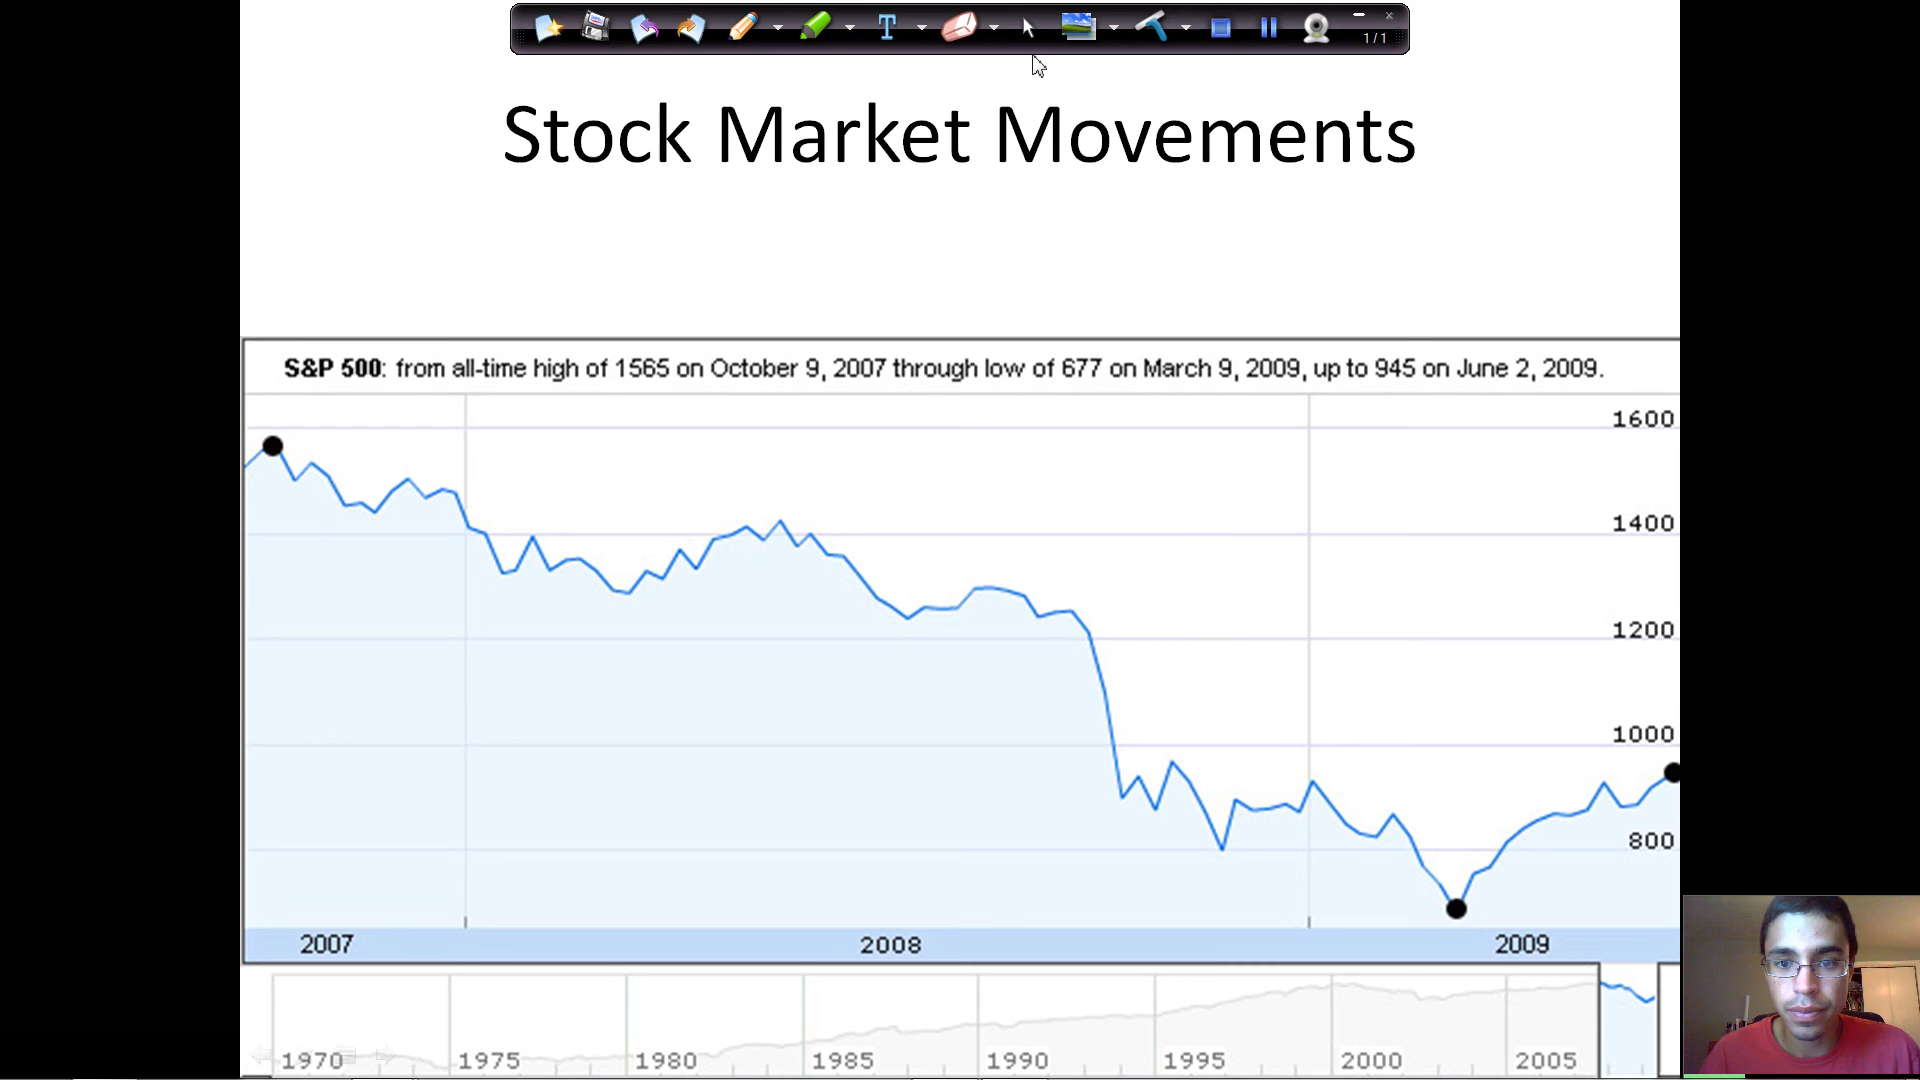 T
1/1
Stock Market Movements
S&P 500: from all-time high of 1565 on October 9, 2007 through low of 677 on March 9, 2009, up to 945 on June 2, 2009.
1600
1400
1200
1000
800
2007 2008 2009
1970 1975 1980 1985 1990 1995 2000 2005